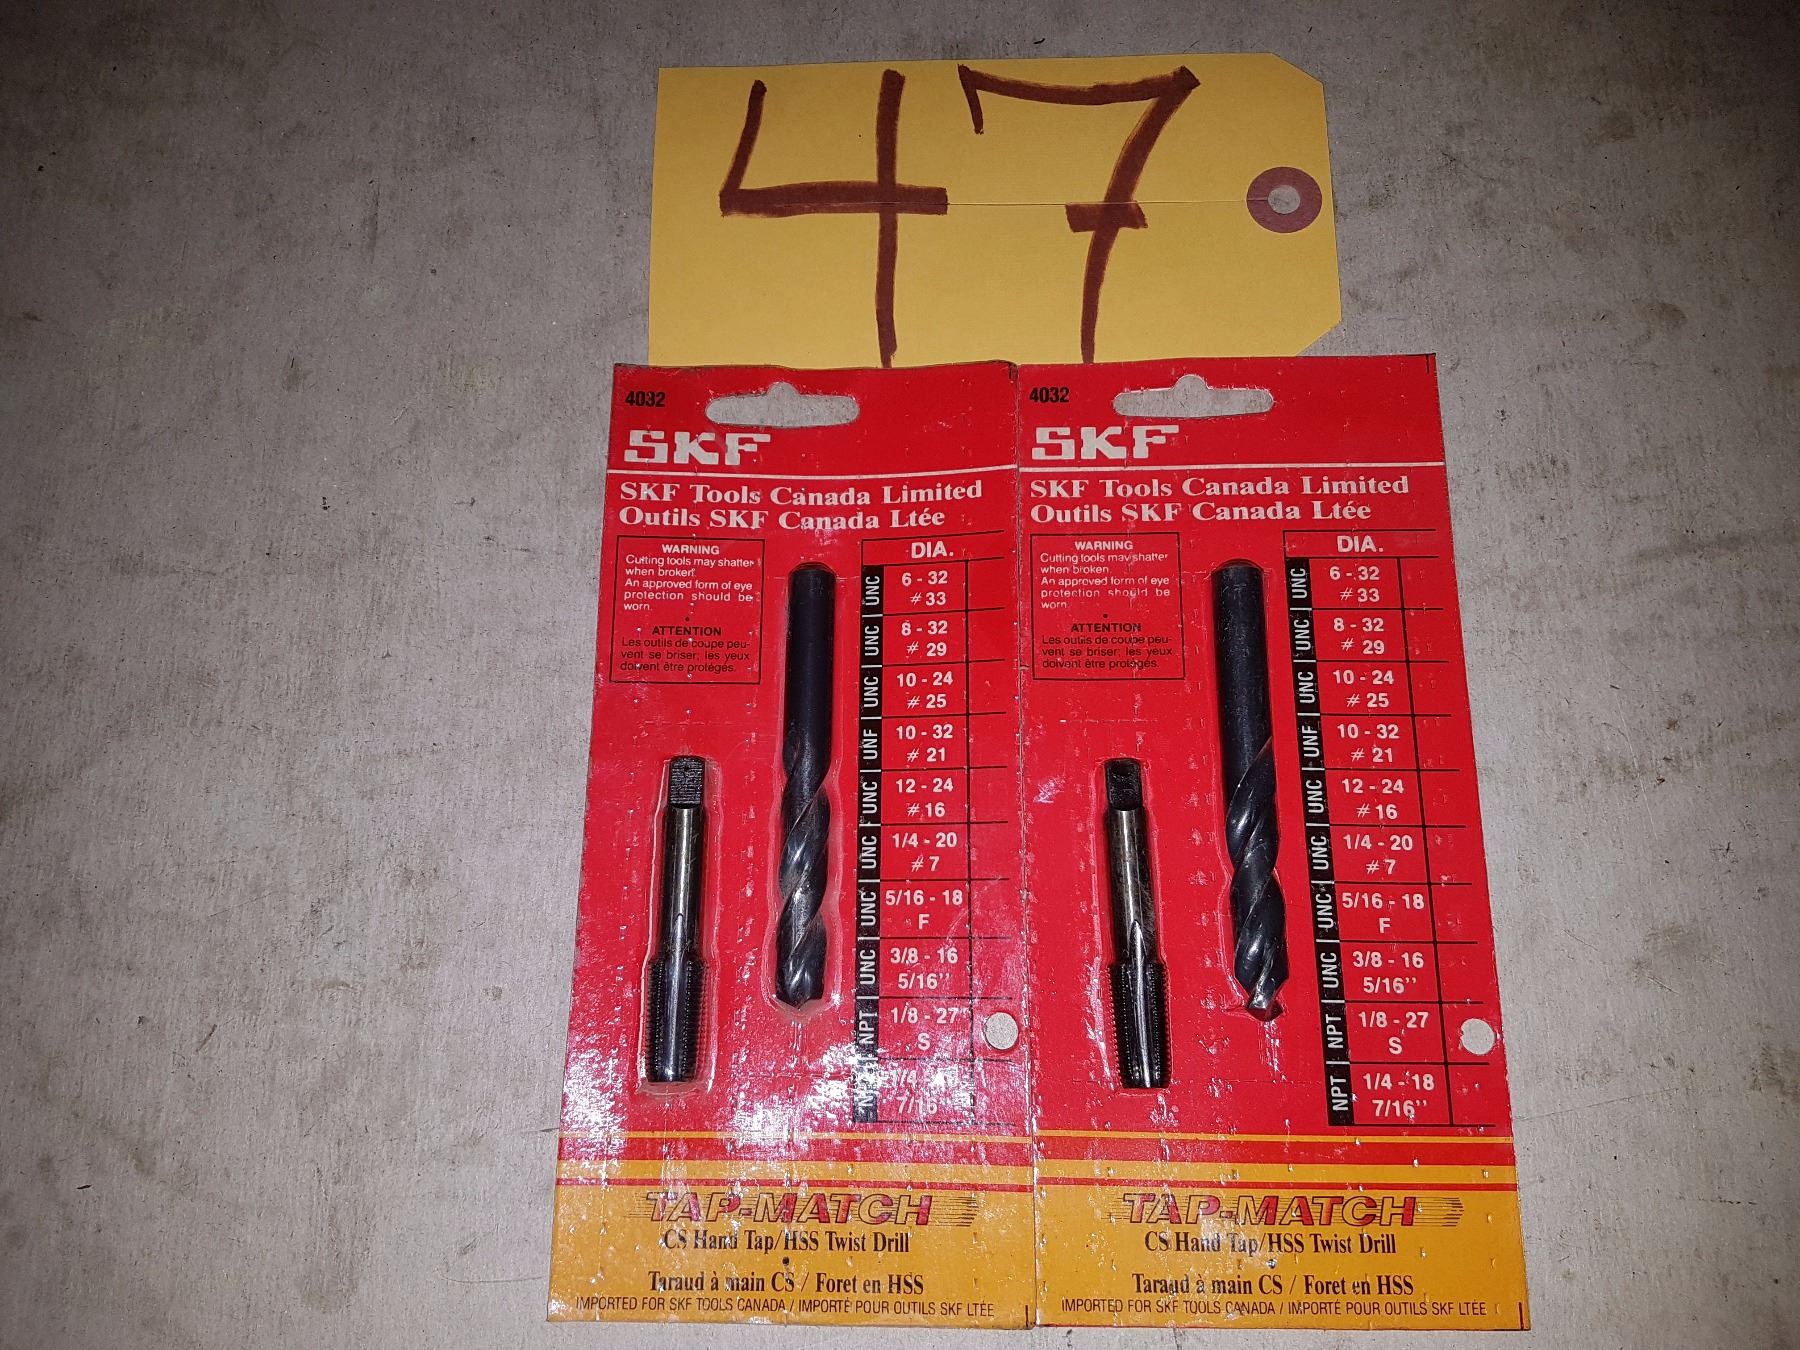 47
4032
SKF
SKF Tools Canada Limited
Outils SKF Canada Ltée
WARNING
Cutting tools may shatter
when broken.
An approved form of eye
protection should be
worn.
ATTENTION
Les outils de coupe peu-
vent se briser; les yeux
doivent être protégés.
DIA.
UNC 6 - 32
# 33
UNC 8 - 32
# 29
UNC 10 - 24
# 25
UNF 10 - 32
# 21
UNC 12 - 24
# 16
UNC 1/4 - 20
# 7
UNC 5/16 - 18
F
UNC 3/8 - 16
5/16''
NPT 1/8 - 27
S
NPT 1/4
7/16
TAP-MATCH
CS Hand Tap/HSS Twist Drill
Taraud à main CS / Foret en HSS
IMPORTED FOR SKF TOOLS CANADA / IMPORTÉ POUR OUTILS SKF LTÉE
4032
SKF
SKF Tools Canada Limited
Outils SKF Canada Ltée
WARNING
Cutting tools may shatter
when broken.
An approved form of eye
protection should be
worn.
ATTENTION
Les outils de coupe peu-
vent se briser; les yeux
doivent être protégés.
DIA.
UNC 6 - 32
# 33
UNC 8 - 32
# 29
UNC 10 - 24
# 25
UNF 10 - 32
# 21
UNC 12 - 24
# 16
UNC 1/4 - 20
# 7
UNC 5/16 - 18
F
UNC 3/8 - 16
5/16''
NPT 1/8 - 27
S
NPT 1/4 - 18
7/16''
TAP-MATCH
CS Hand Tap/HSS Twist Drill
Taraud à main CS / Foret en HSS
IMPORTED FOR SKF TOOLS CANADA / IMPORTÉ POUR OUTILS SKF LTÉE